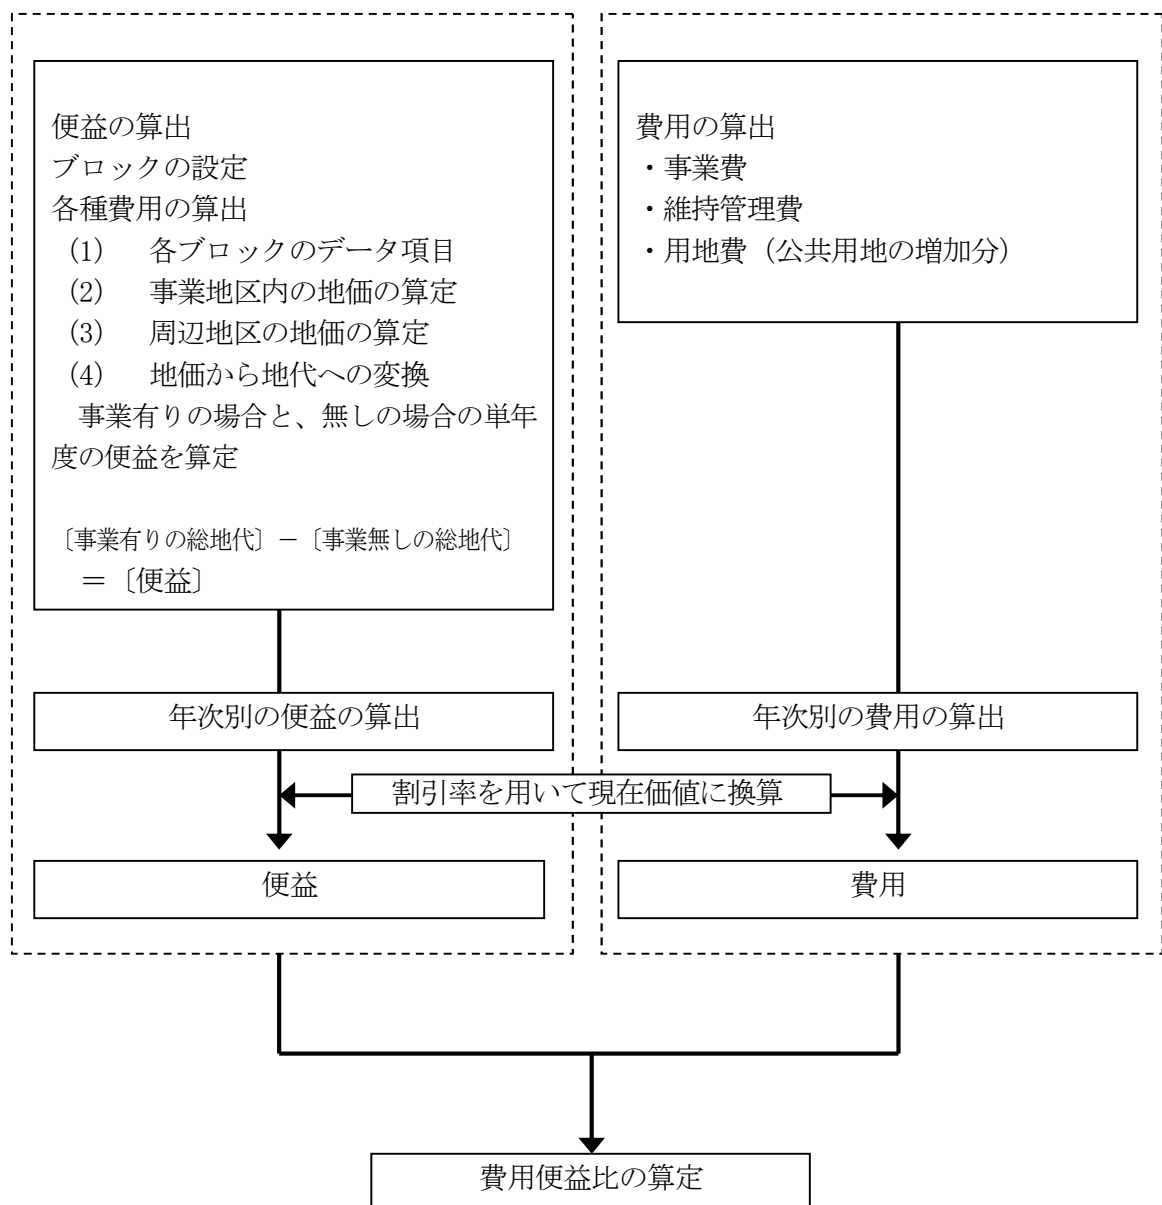 便益の算出
ブロックの設定
各種費用の算出
(1) 各ブロックのデータ項目
(2) 事業地区内の地価の算定
(3) 周辺地区の地価の算定
(4) 地価から地代への変換
事業有りの場合と、無しの場合の単年
度の便益を算定
〔事業有りの総地代〕－〔事業無しの総地代〕
＝〔便益〕
費用の算出
・事業費
・維持管理費
・用地費（公共用地の増加分）
年次別の便益の算出
年次別の費用の算出
割引率を用いて現在価値に換算
便益
費用
費用便益比の算定